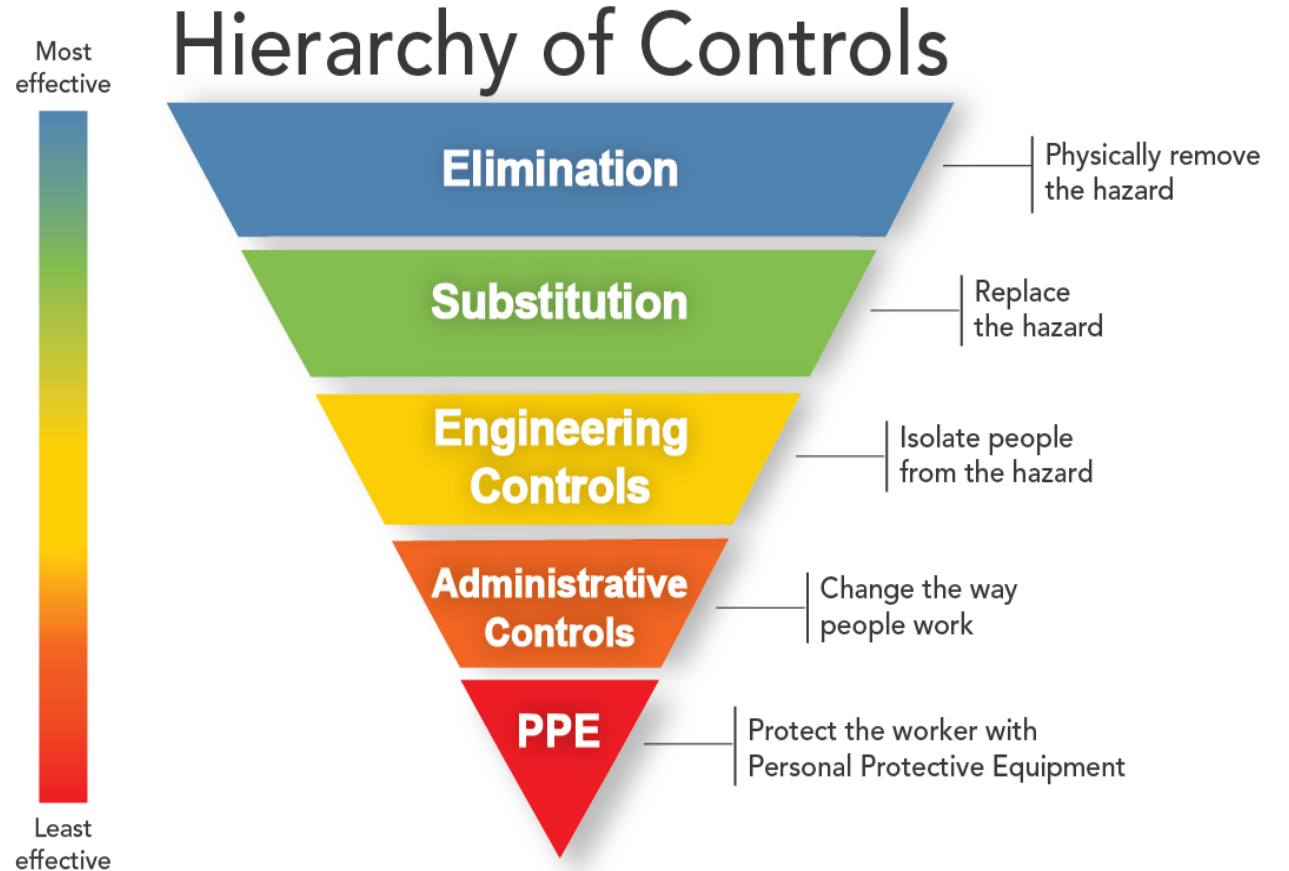 Hierarchy of Controls
Most
effective
Elimination
Physically remove
the hazard
Substitution
Replace
the hazard
Engineering
Controls
Isolate people
from the hazard
Administrative
Controls
Change the way
people work
PPE
Protect the worker with
Personal Protective Equipment
Least
effective